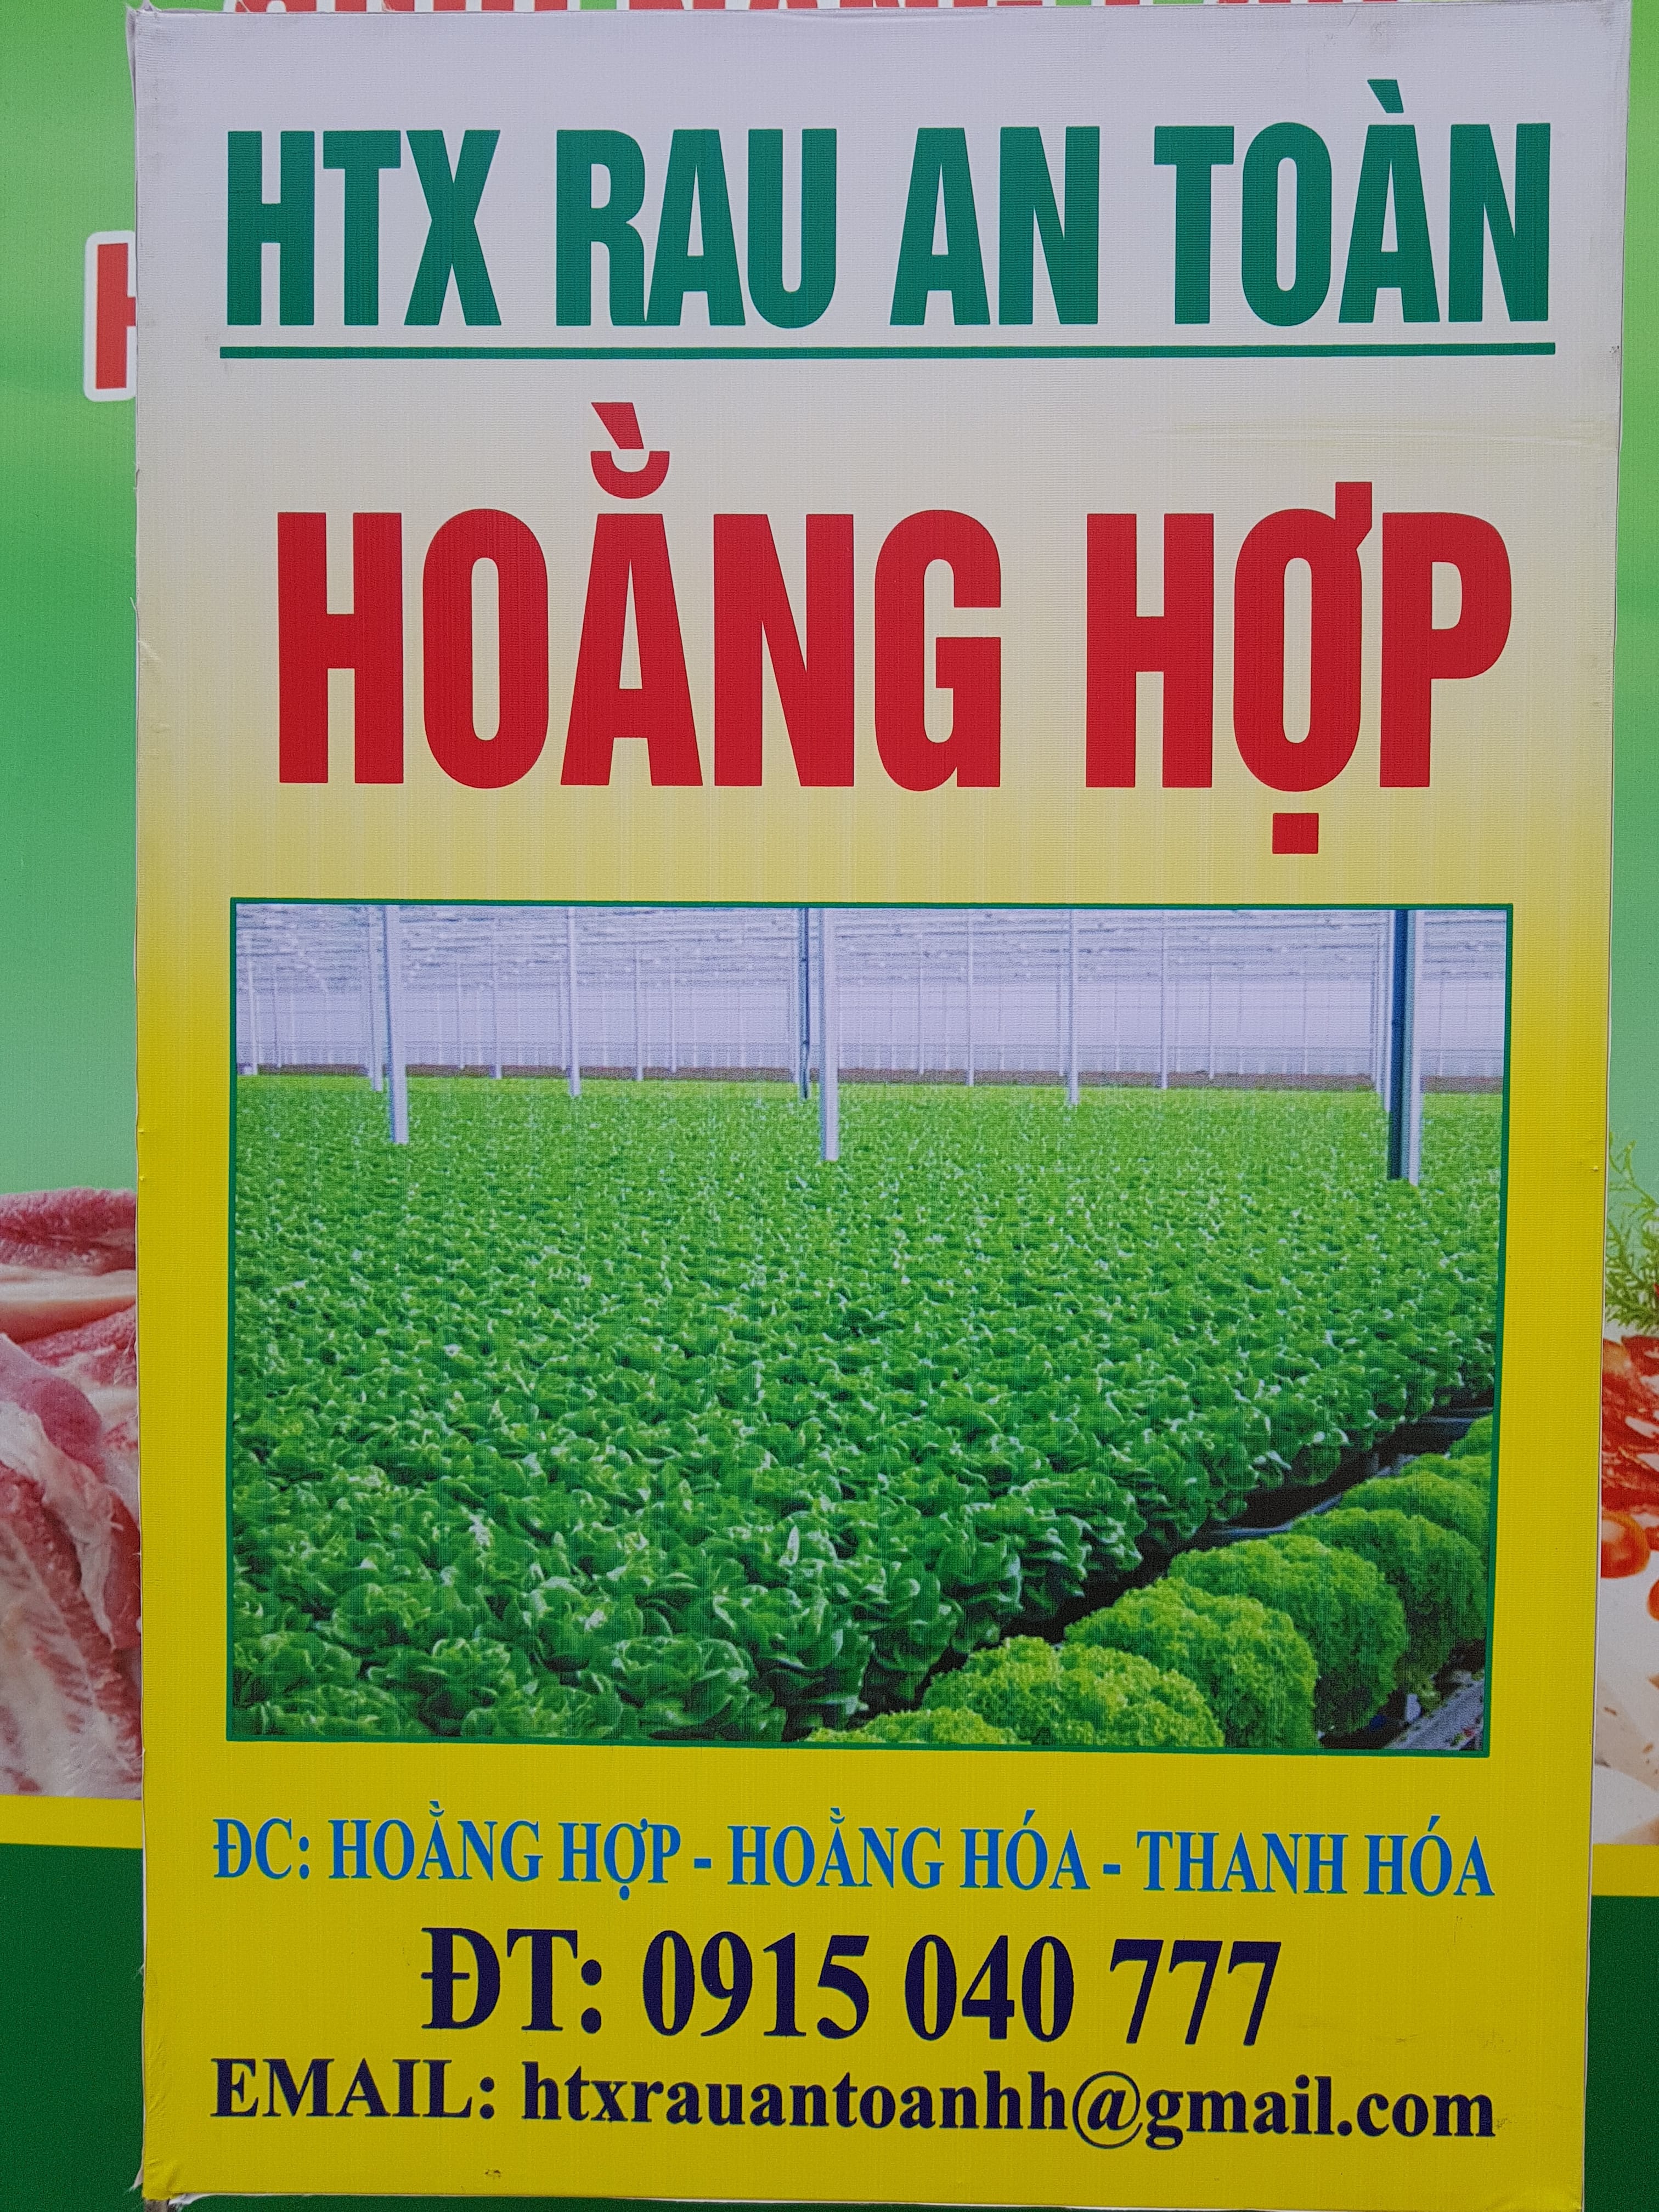 HTX RAU AN TOÀN
HOẰNG HỢP
ĐC: HOẰNG HỢP - HOẰNG HÓA - THANH HÓA
ĐT: 0915 040 777
EMAIL: htxrauantoanhh@gmail.com